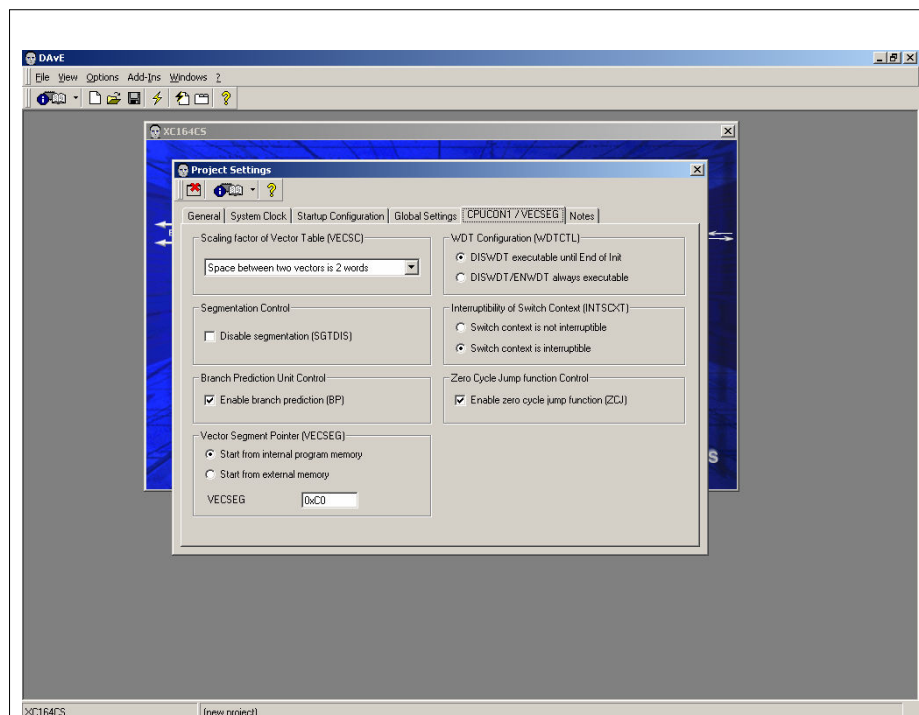 DAvE
File View Options Add-Ins Windows ?
XC164CS
Project Settings
General System Clock Startup Configuration Global Settings CPUCON1 / VECSEG Notes
Scaling factor of Vector Table (VECSC)
Space between two vectors is 2 words
WDT Configuration (WDTCTL)
DISWDT executable until End of Init
DISWDT/ENWDT always executable
Segmentation Control
Disable segmentation (SGTDIS)
Interruptibility of Switch Context (INTSCXT)
Switch context is not interruptible
Switch context is interruptible
Branch Prediction Unit Control
Enable branch prediction (BP)
Zero Cycle Jump function Control
Enable zero cycle jump function (ZCJ)
Vector Segment Pointer (VECSEG)
Start from internal program memory
Start from external memory
VECSEG 0xC0
S
XC164CS (new project)